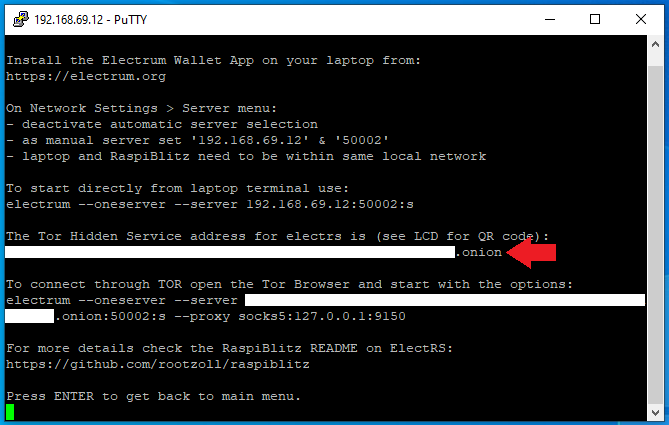 192.168.69.12 - PuTTY
Install the Electrum Wallet App on your laptop from:
https://electrum.org
On Network Settings > Server menu:
- deactivate automatic server selection
- as manual server set '192.168.69.12' & '50002'
- laptop and RaspiBlitz need to be within same local network
To start directly from laptop terminal use:
electrum --oneserver --server 192.168.69.12:50002:s
The Tor Hidden Service address for electrs is (see LCD for QR code):
.onion
To connect through TOR open the Tor Browser and start with the options:
electrum --oneserver --server
.onion:50002:s --proxy socks5:127.0.0.1:9150
For more details check the RaspiBlitz README on ElectRS:
https://github.com/rootzoll/raspiblitz
Press ENTER to get back to main menu.